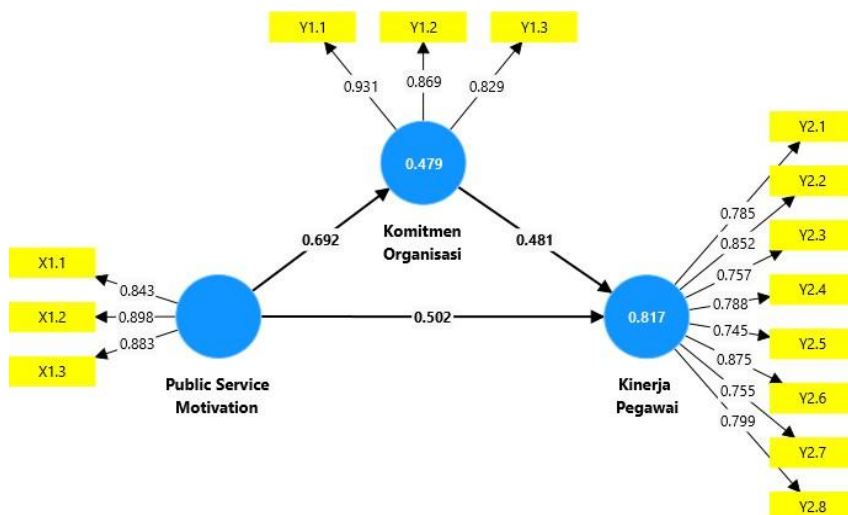 Y1.1
Y1.2
Y1.3
0.931
0.869
0.829
0.479
Komitmen
Organisasi
0.692
0.481
X1.1
X1.2
X1.3
0.843
0.898
0.883
Public Service
Motivation
0.502
0.817
Kinerja
Pegawai
0.785
0.852
0.757
0.788
0.745
0.875
0.755
0.799
Y2.1
Y2.2
Y2.3
Y2.4
Y2.5
Y2.6
Y2.7
Y2.8